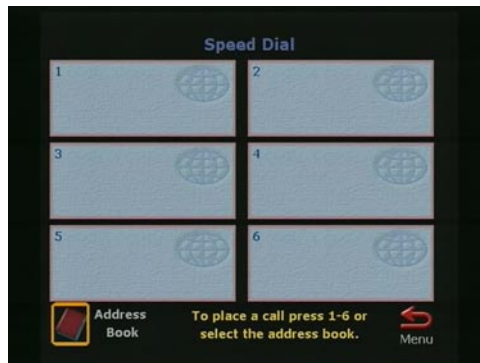 Speed Dial
1
2
3
4
5
6
Address
Book
To place a call press 1-6 or
select the address book.
Menu